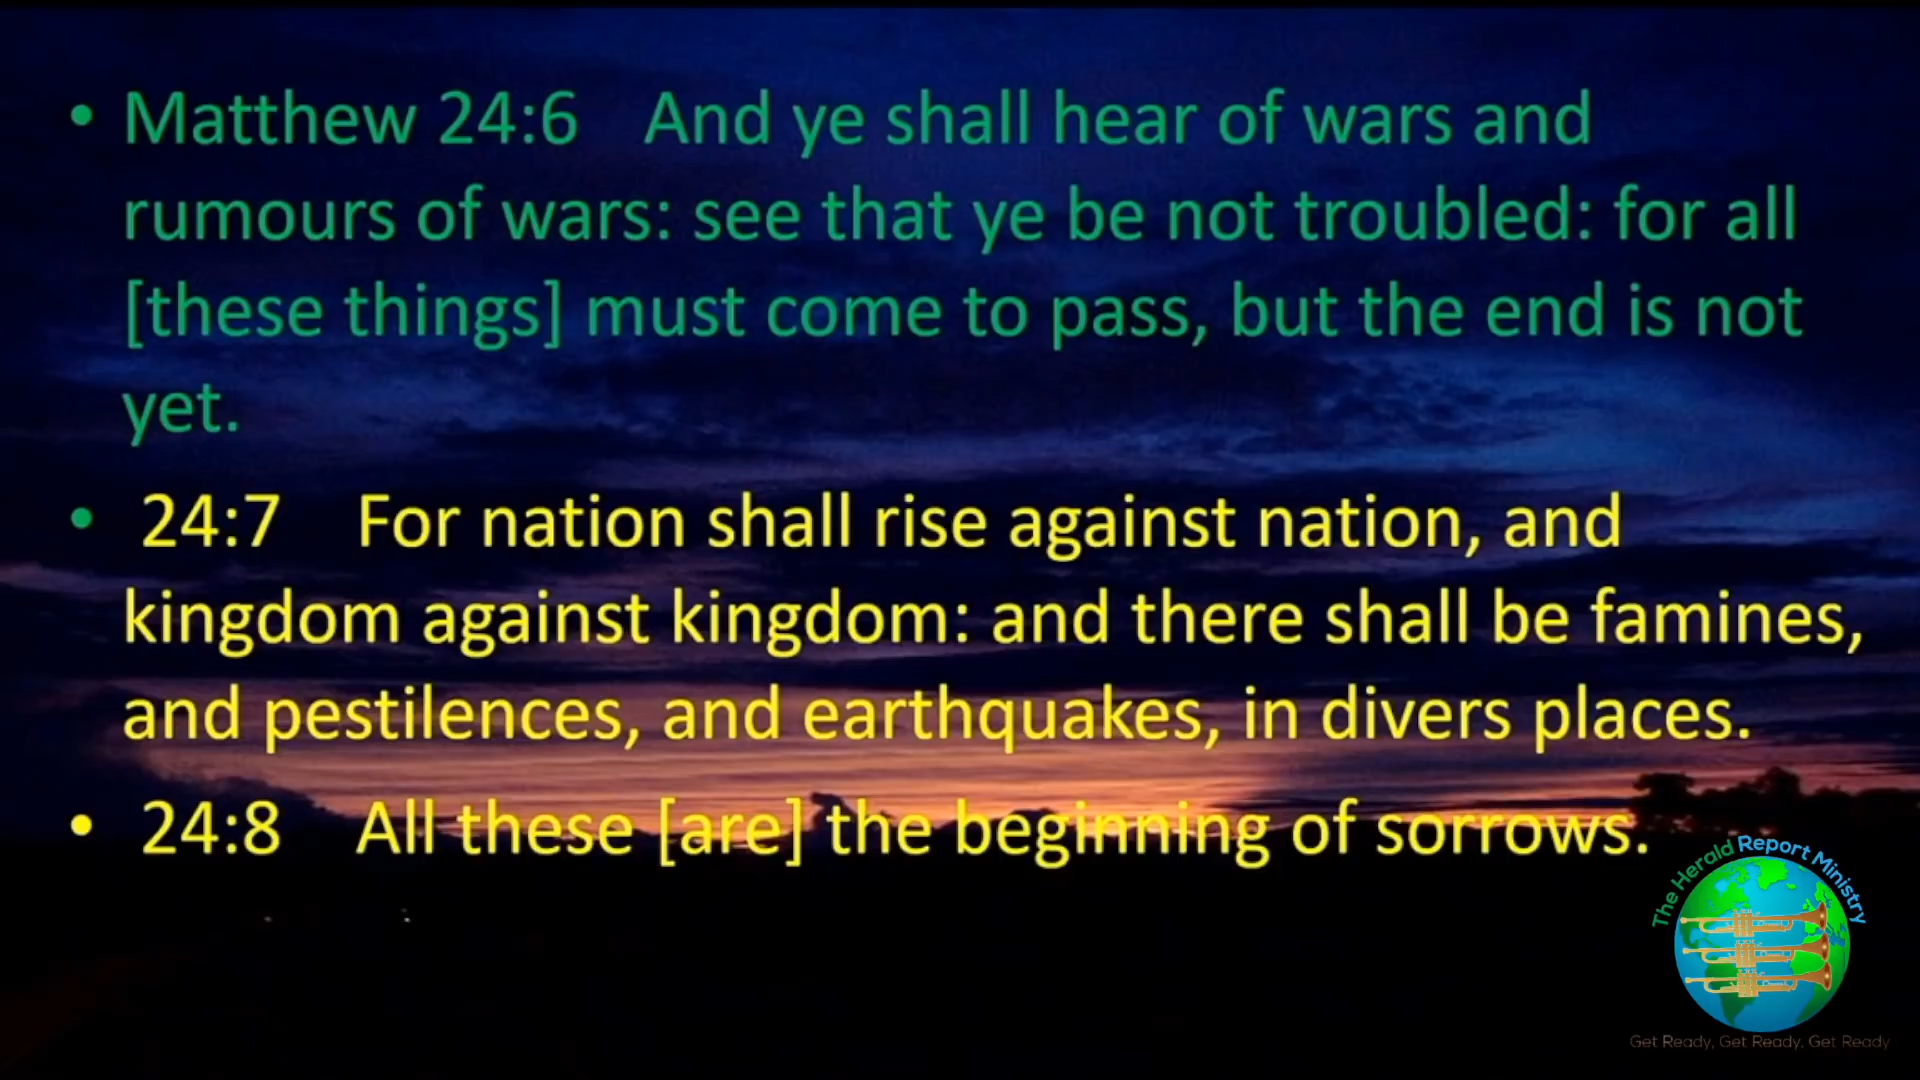 • Matthew 24:6 And ye shall hear of wars and
rumours of wars: see that ye be not troubled: for all
[these things] must come to pass, but the end is not
yet.
• 24:7 For nation shall rise against nation, and
kingdom against kingdom: and there shall be famines,
and pestilences, and earthquakes, in divers places.
• 24:8 All these [are] the beginning of sorrows.
The Herald Report Ministry
Get Ready, Get Ready, Get Ready